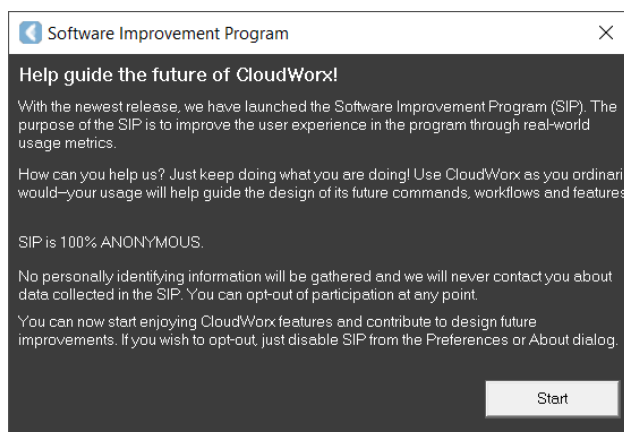 Software Improvement Program
Help guide the future of CloudWorx!
With the newest release, we have launched the Software Improvement Program (SIP). The
purpose of the SIP is to improve the user experience in the program through real-world
usage metrics.
How can you help us? Just keep doing what you are doing! Use CloudWorx as you ordinari
would—your usage will help guide the design of its future commands, workflows and features
SIP is 100% ANONYMOUS.
No personally identifying information will be gathered and we will never contact you about
data collected in the SIP. You can opt-out of participation at any point.
You can now start enjoying CloudWorx features and contribute to design future
improvements. If you wish to opt-out, just disable SIP from the Preferences or About dialog.
Start